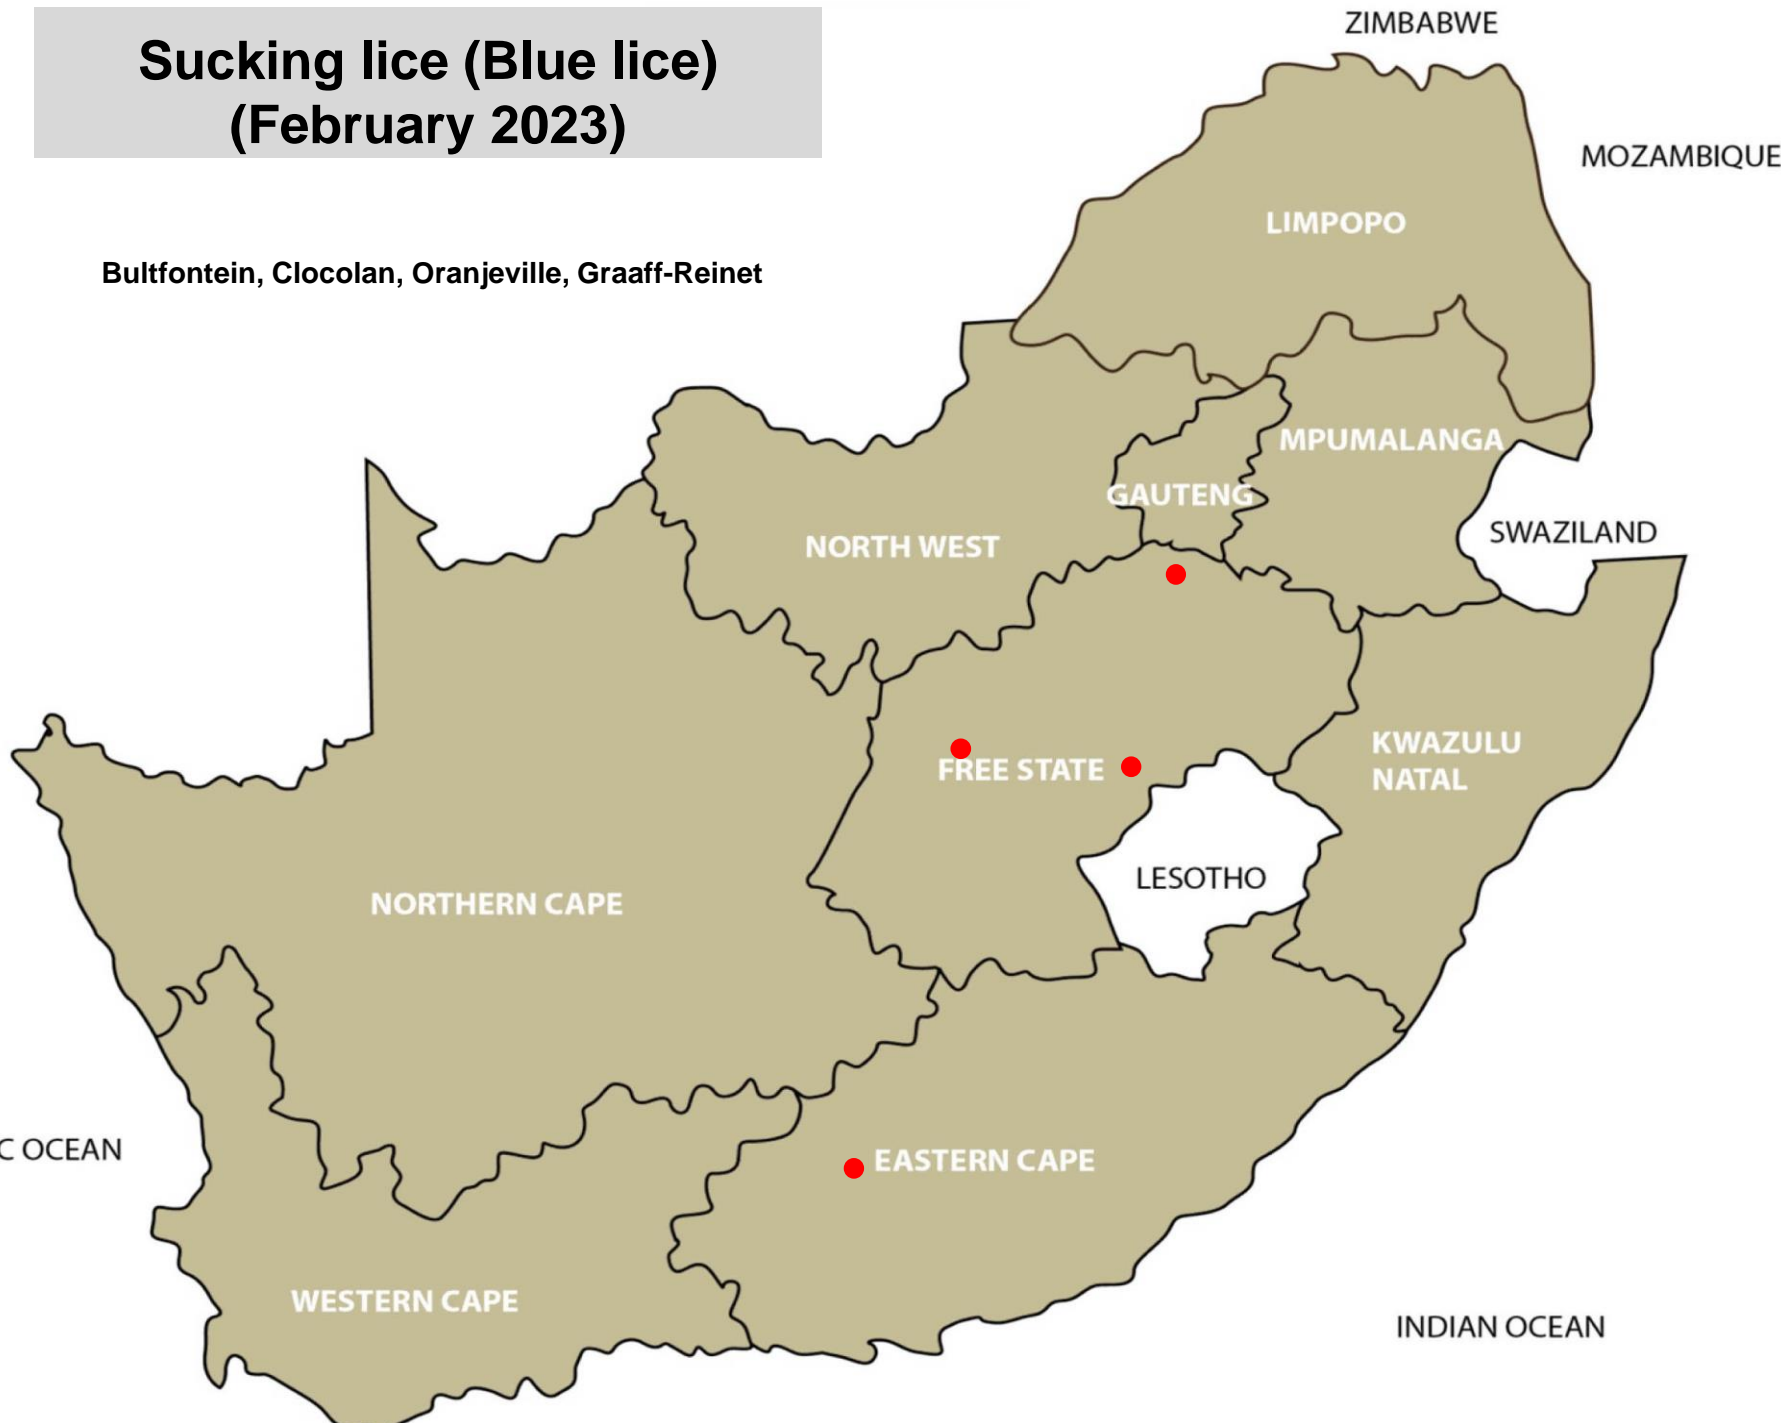 Sucking lice (Blue lice)
(February 2023)
Bultfontein, Clocolan, Oranjeville, Graaff-Reinet
ZIMBABWE
MOZAMBIQUE
LIMPOPO
MPUMALANGA
GAUTENG
SWAZILAND
NORTH WEST
KWAZULU
NATAL
FREE STATE
LESOTHO
NORTHERN CAPE
C OCEAN
EASTERN CAPE
WESTERN CAPE
INDIAN OCEAN